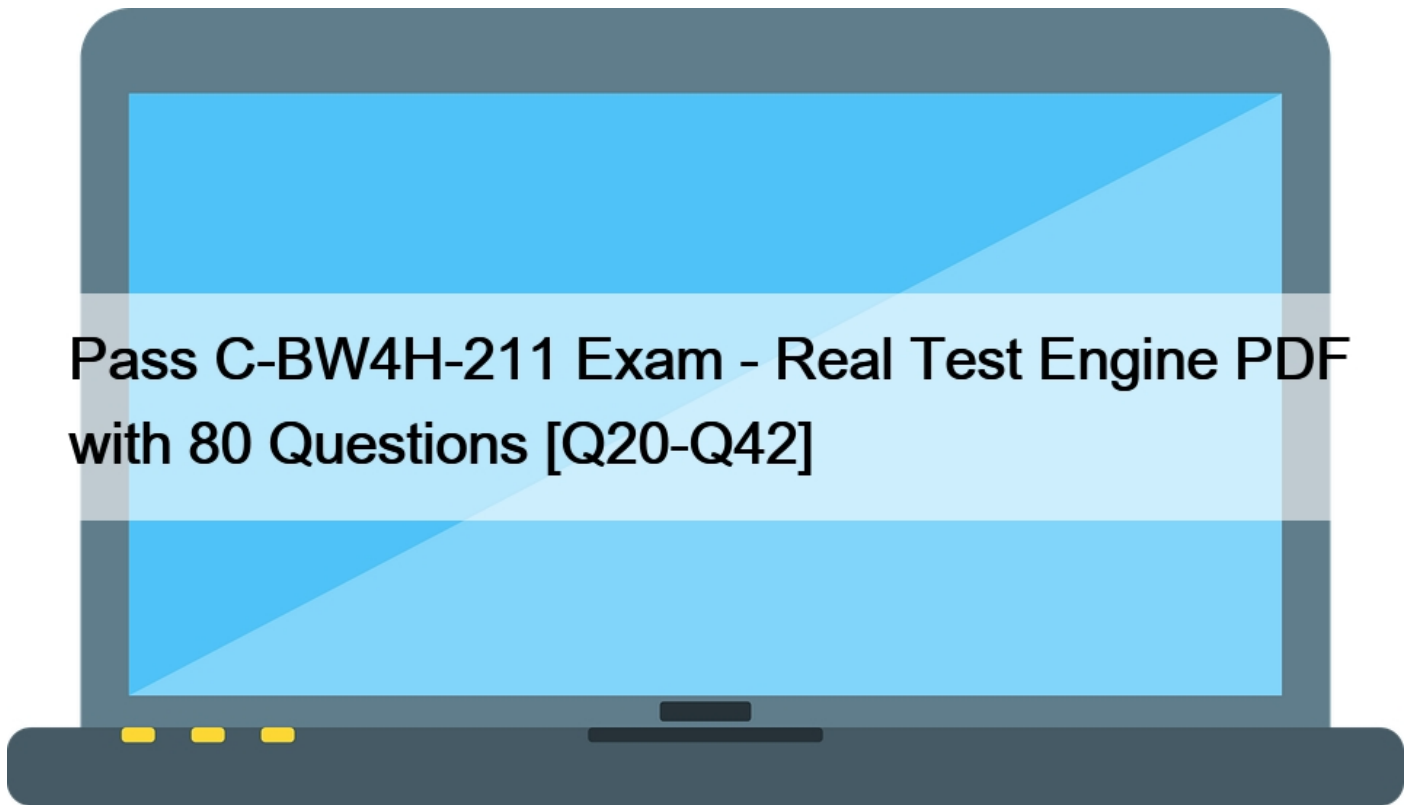 Pass C-BW4H-211 Exam - Real Test Engine PDF
with 80 Questions [Q20-Q42]